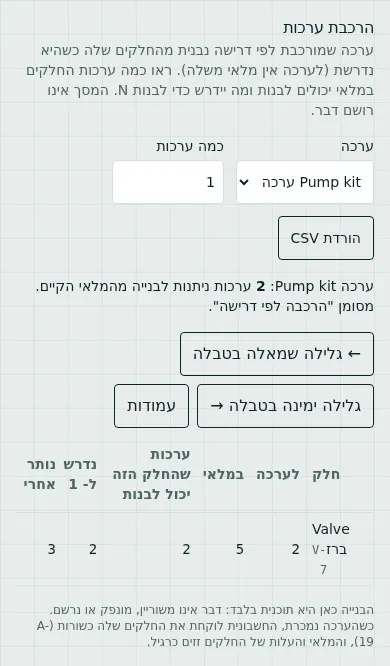 הרכבת ערכות
ערכה שמורכבת לפי דרישה נבנית מהחלקים שלה כשהיא
נדרשת (לערכה אין מלאי משלה). ראו כמה ערכות החלקים
במלאי יכולים לבנות ומה יידרש כדי לבנות N. המסך אינו
רושם דבר.
ערכה
כמה ערכות
Pump kit ערכה
1
הורדת CSV
ערכה Pump kit: 2 ערכות ניתנות לבנייה מהמלאי הקיים.
מסומן "הרכבה לפי דרישה".
← גלילה שמאלה בטבלה
גלילה ימינה בטבלה →
עמודות
חלק לערכה במלאי ערכות שהחלק הזה יכול לבנות נדרש ל- 1 נותר אחרי
Valve ברז V-7 2 5 2 2 3
הבנייה כאן היא תוכנית בלבד: דבר אינו משוריין, מונפק או נרשם.
כשהערכה נמכרת, החשבונית לוקחת את החלקים שלה כשורות (A-
19), והמלאי והעלות של החלקים זזים כרגיל.